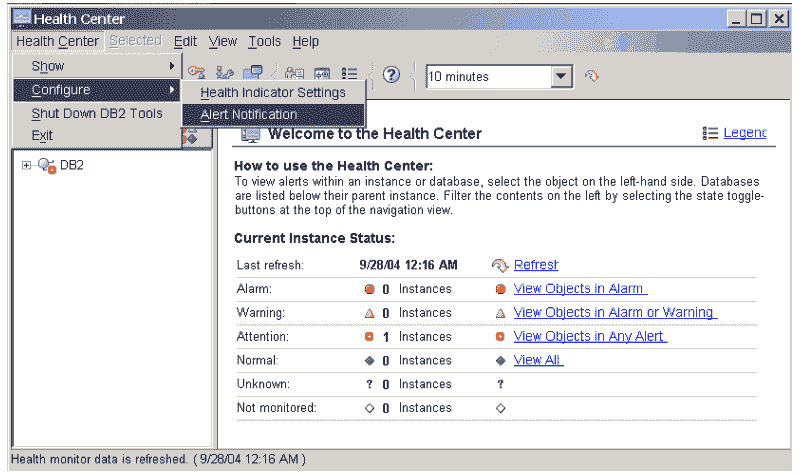 Health Center
Health Center Selected Edit View Tools Help
Show
Configure
Shut Down DB2 Tools
Exit
Health Indicator Settings
Alert Notification
10 minutes
DB2
Welcome to the Health Center
Legend
How to use the Health Center:
To view alerts within an instance or database, select the object on the left-hand side. Databases
are listed below their parent instance. Filter the contents on the left by selecting the state toggle-
buttons at the top of the navigation view.
Current Instance Status:
Last refresh: 9/28/04 12:16 AM Refresh
Alarm: 0 Instances View Objects in Alarm
Warning: 0 Instances View Objects in Alarm or Warning
Attention: 1 Instances View Objects in Any Alert
Normal: 0 Instances View All
Unknown: ? 0 Instances ?
Not monitored: 0 Instances
Health monitor data is refreshed. ( 9/28/04 12:16 AM )